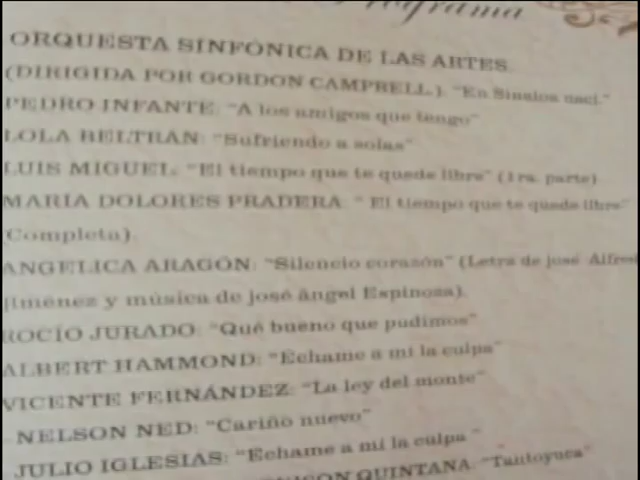 Programa
ORQUESTA SINFÓNICA DE LAS ARTES
(DIRIGIDA POR GORDON CAMPBELL). "En Sinaloa nací."
PEDRO INFANTE: "A los amigos que tengo"
LOLA BELTRÁN: "Sufriendo a solas"
LUIS MIGUEL: "El tiempo que te quede libre" (1ra. parte)
MARÍA DOLORES PRADERA: "El tiempo que te quede libre"
(Completa).
ANGÉLICA ARAGÓN: "Silencio corazón" (Letra de josé Alfredo
jiménez y música de josé ángel Espinoza).
ROCÍO JURADO: "Qué bueno que pudimos"
ALBERT HAMMOND: "Échame a mí la culpa"
VICENTE FERNÁNDEZ: "La ley del monte"
NELSON NED: "Cariño nuevo"
JULIO IGLESIAS: "Échame a mí la culpa"
QUINTANA: "Tantoyuca"